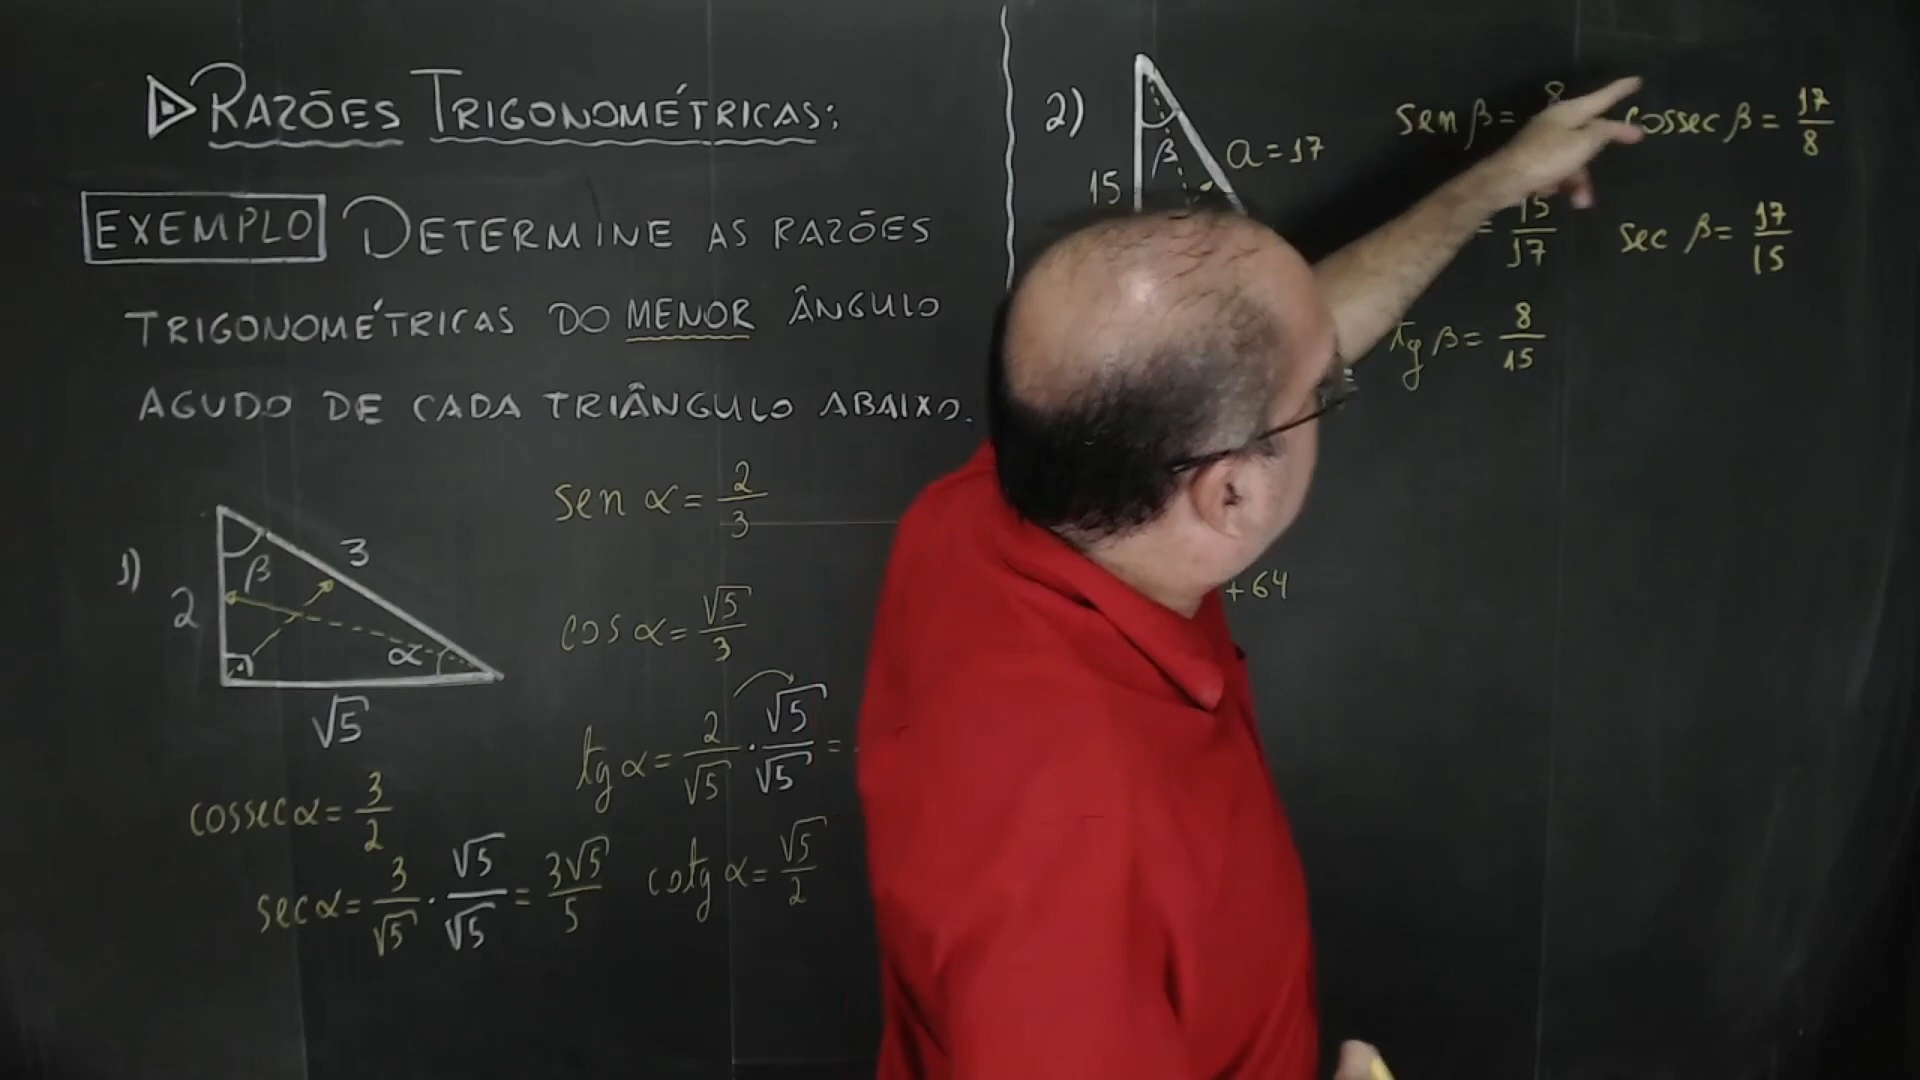 RAZÕES TRIGONOMÉTRICAS:
EXEMPLO DETERMINE AS RAZÕES
TRIGONOMÉTRICAS DO MENOR ÂNGULO
AGUDO DE CADA TRIÂNGULO ABAIXO.
1)
β
3
2
α
√5
sen α = 2/3
cos α = √5/3
tg α = 2/√5 · √5/√5 =
cossec α = 3/2
sec α = 3/√5 · √5/√5 = 3√5/5
cotg α = √5/2
2)
β
a = 17
15
sen β = 8
cossec β = 17/8
= 15/17
sec β = 17/15
tg β = 8/15
+ 64